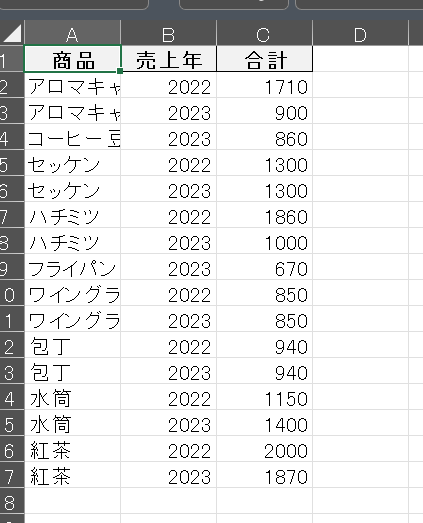 A B C D
1 商品 売上年 合計
2 アロマキャ 2022 1710
3 アロマキャ 2023 900
4 コーヒー豆 2023 860
5 セッケン 2022 1300
6 セッケン 2023 1300
7 ハチミツ 2022 1860
8 ハチミツ 2023 1000
9 フライパン 2023 670
0 ワイングラ 2022 850
1 ワイングラ 2023 850
2 包丁 2022 940
3 包丁 2023 940
4 水筒 2022 1150
5 水筒 2023 1400
6 紅茶 2022 2000
7 紅茶 2023 1870
8